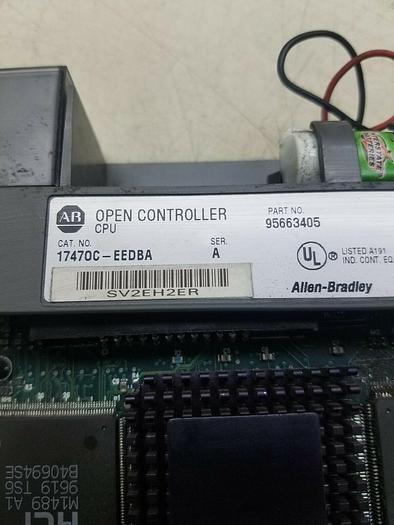 AB OPEN CONTROLLER
CPU
PART NO.
95663405
CAT. NO.
SER.
1747OC-EEDBA
A
SV2EH2ER
UL
LISTED A191
IND. CONT. EQ.
Allen-Bradley
M1489 A1
9619 TS6
B40694SE